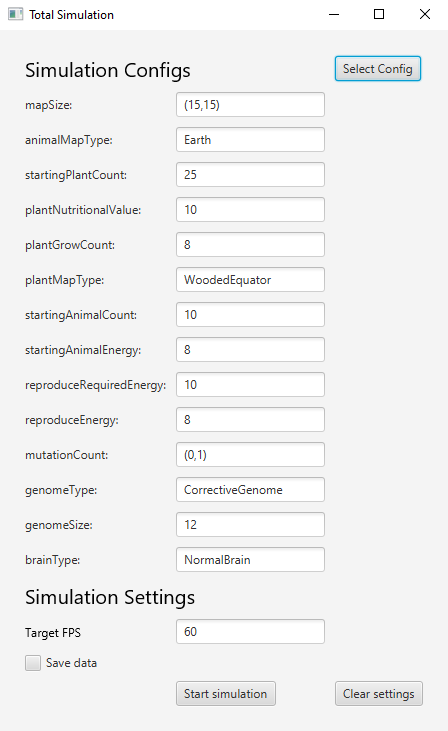 Total Simulation
Simulation Configs Select Config
mapSize: (15,15)
animalMapType: Earth
startingPlantCount: 25
plantNutritionalValue: 10
plantGrowCount: 8
plantMapType: WoodedEquator
startingAnimalCount: 10
startingAnimalEnergy: 8
reproduceRequiredEnergy: 10
reproduceEnergy: 8
mutationCount: (0,1)
genomeType: CorrectiveGenome
genomeSize: 12
brainType: NormalBrain
Simulation Settings
Target FPS 60
Save data
Start simulation Clear settings